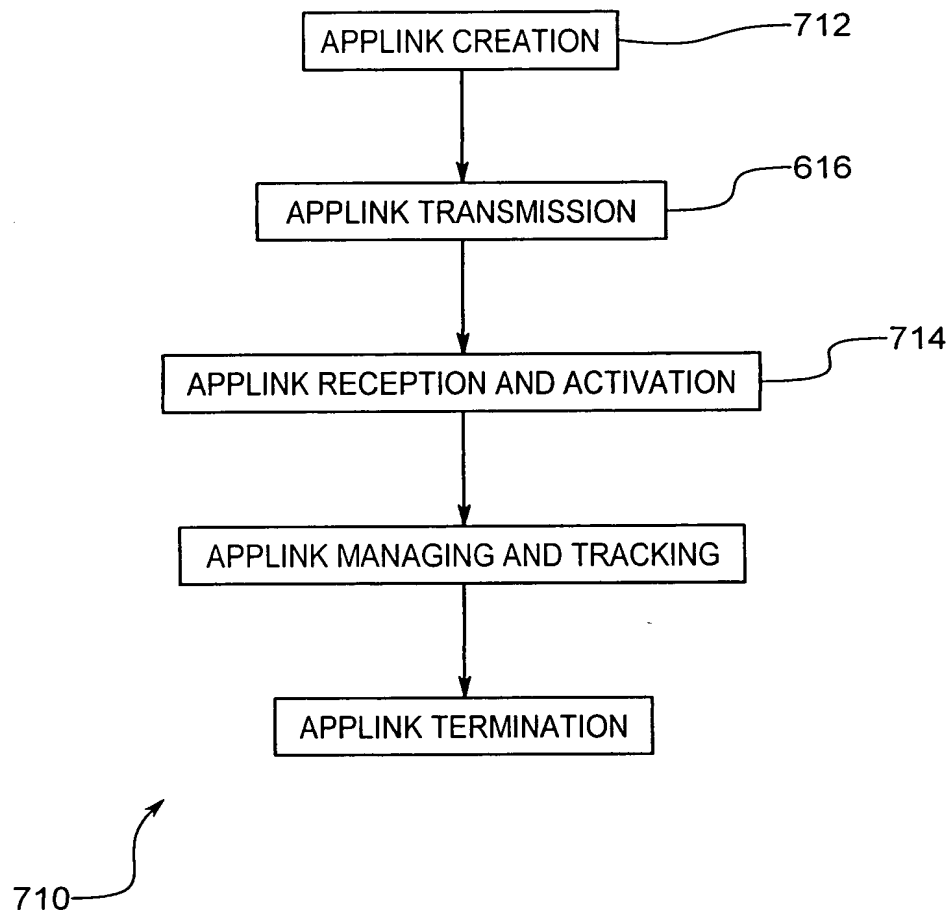 APPLINK CREATION
712
APPLINK TRANSMISSION
616
APPLINK RECEPTION AND ACTIVATION
714
APPLINK MANAGING AND TRACKING
APPLINK TERMINATION
710